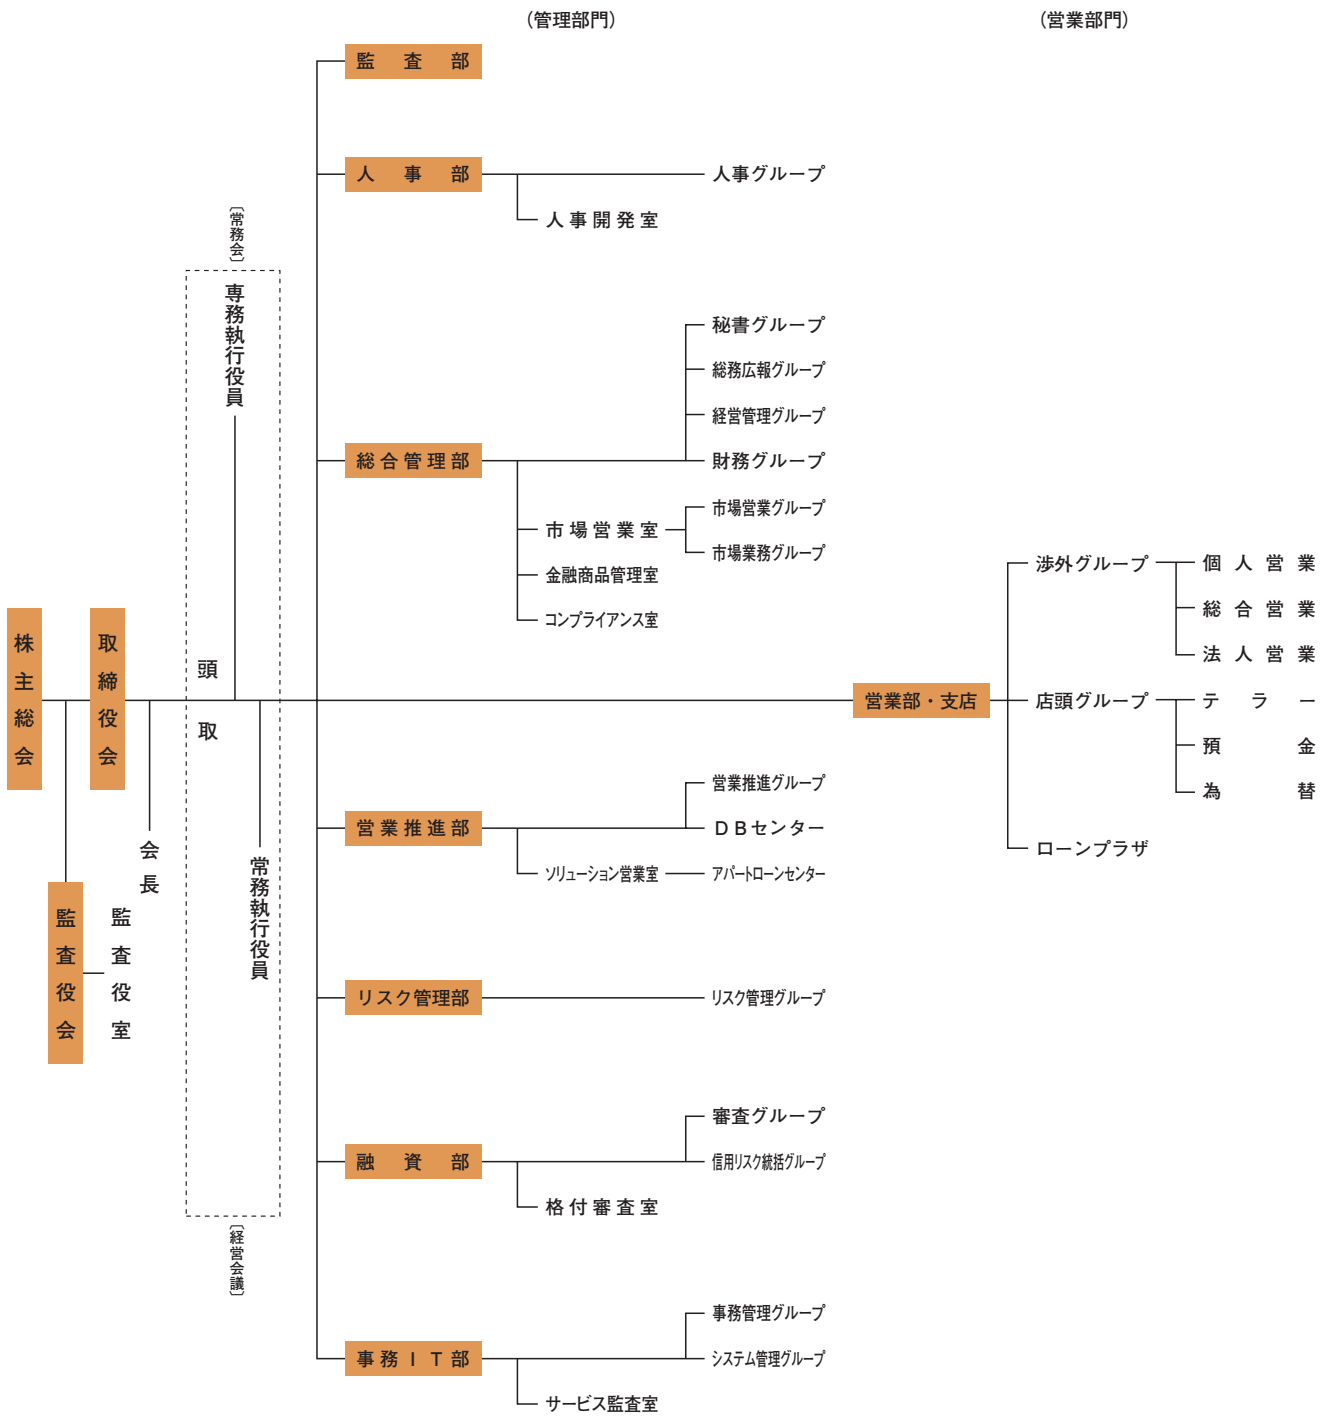 （管理部門）
（営業部門）
監査部
人事部
人事グループ
人事開発室
〔常務会〕
専務執行役員
秘書グループ
総務広報グループ
経営管理グループ
総合管理部
財務グループ
市場営業室
市場営業グループ
市場業務グループ
金融商品管理室
コンプライアンス室
株主総会
取締役会
頭取
営業部・支店
渉外グループ
個人営業
総合営業
法人営業
店頭グループ
テラー
預金
為替
ローンプラザ
会長
常務執行役員
監査役会
監査役室
営業推進部
営業推進グループ
ＤＢセンター
ソリューション営業室
アパートローンセンター
リスク管理部
リスク管理グループ
融資部
審査グループ
信用リスク統括グループ
格付審査室
〔経営会議〕
事務ＩＴ部
事務管理グループ
システム管理グループ
サービス監査室